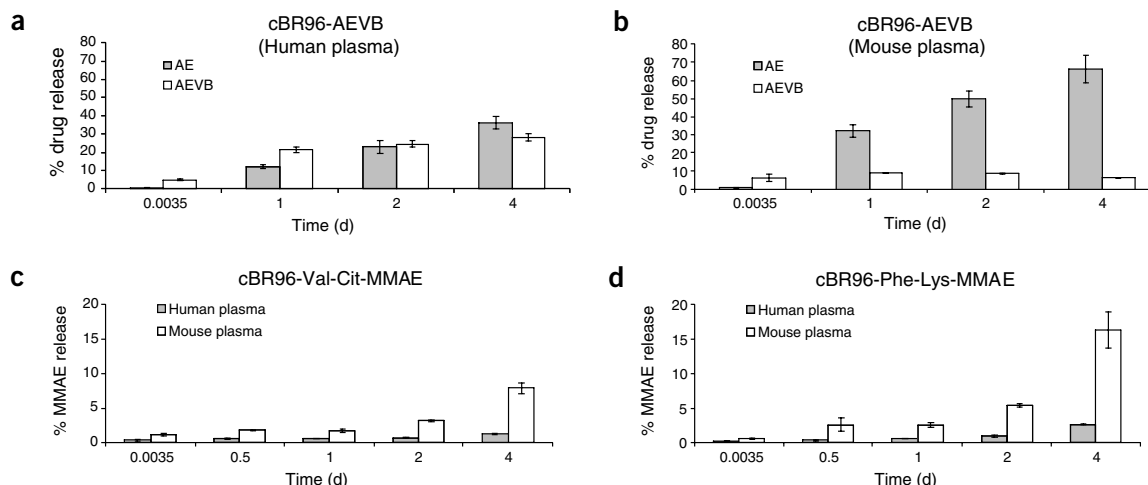 a
cBR96-AEVB
(Human plasma)
% drug release
80
70
60
50
40
30
20
10
0
AE
AEVB
0.0035 1 2 4
Time (d)
b
cBR96-AEVB
(Mouse plasma)
% drug release
80
70
60
50
40
30
20
10
0
AE
AEVB
0.0035 1 2 4
Time (d)
c
cBR96-Val-Cit-MMAE
% MMAE release
20
15
10
5
0
Human plasma
Mouse plasma
0.0035 0.5 1 2 4
Time (d)
d
cBR96-Phe-Lys-MMAE
% MMAE release
20
15
10
5
0
Human plasma
Mouse plasma
0.0035 0.5 1 2 4
Time (d)